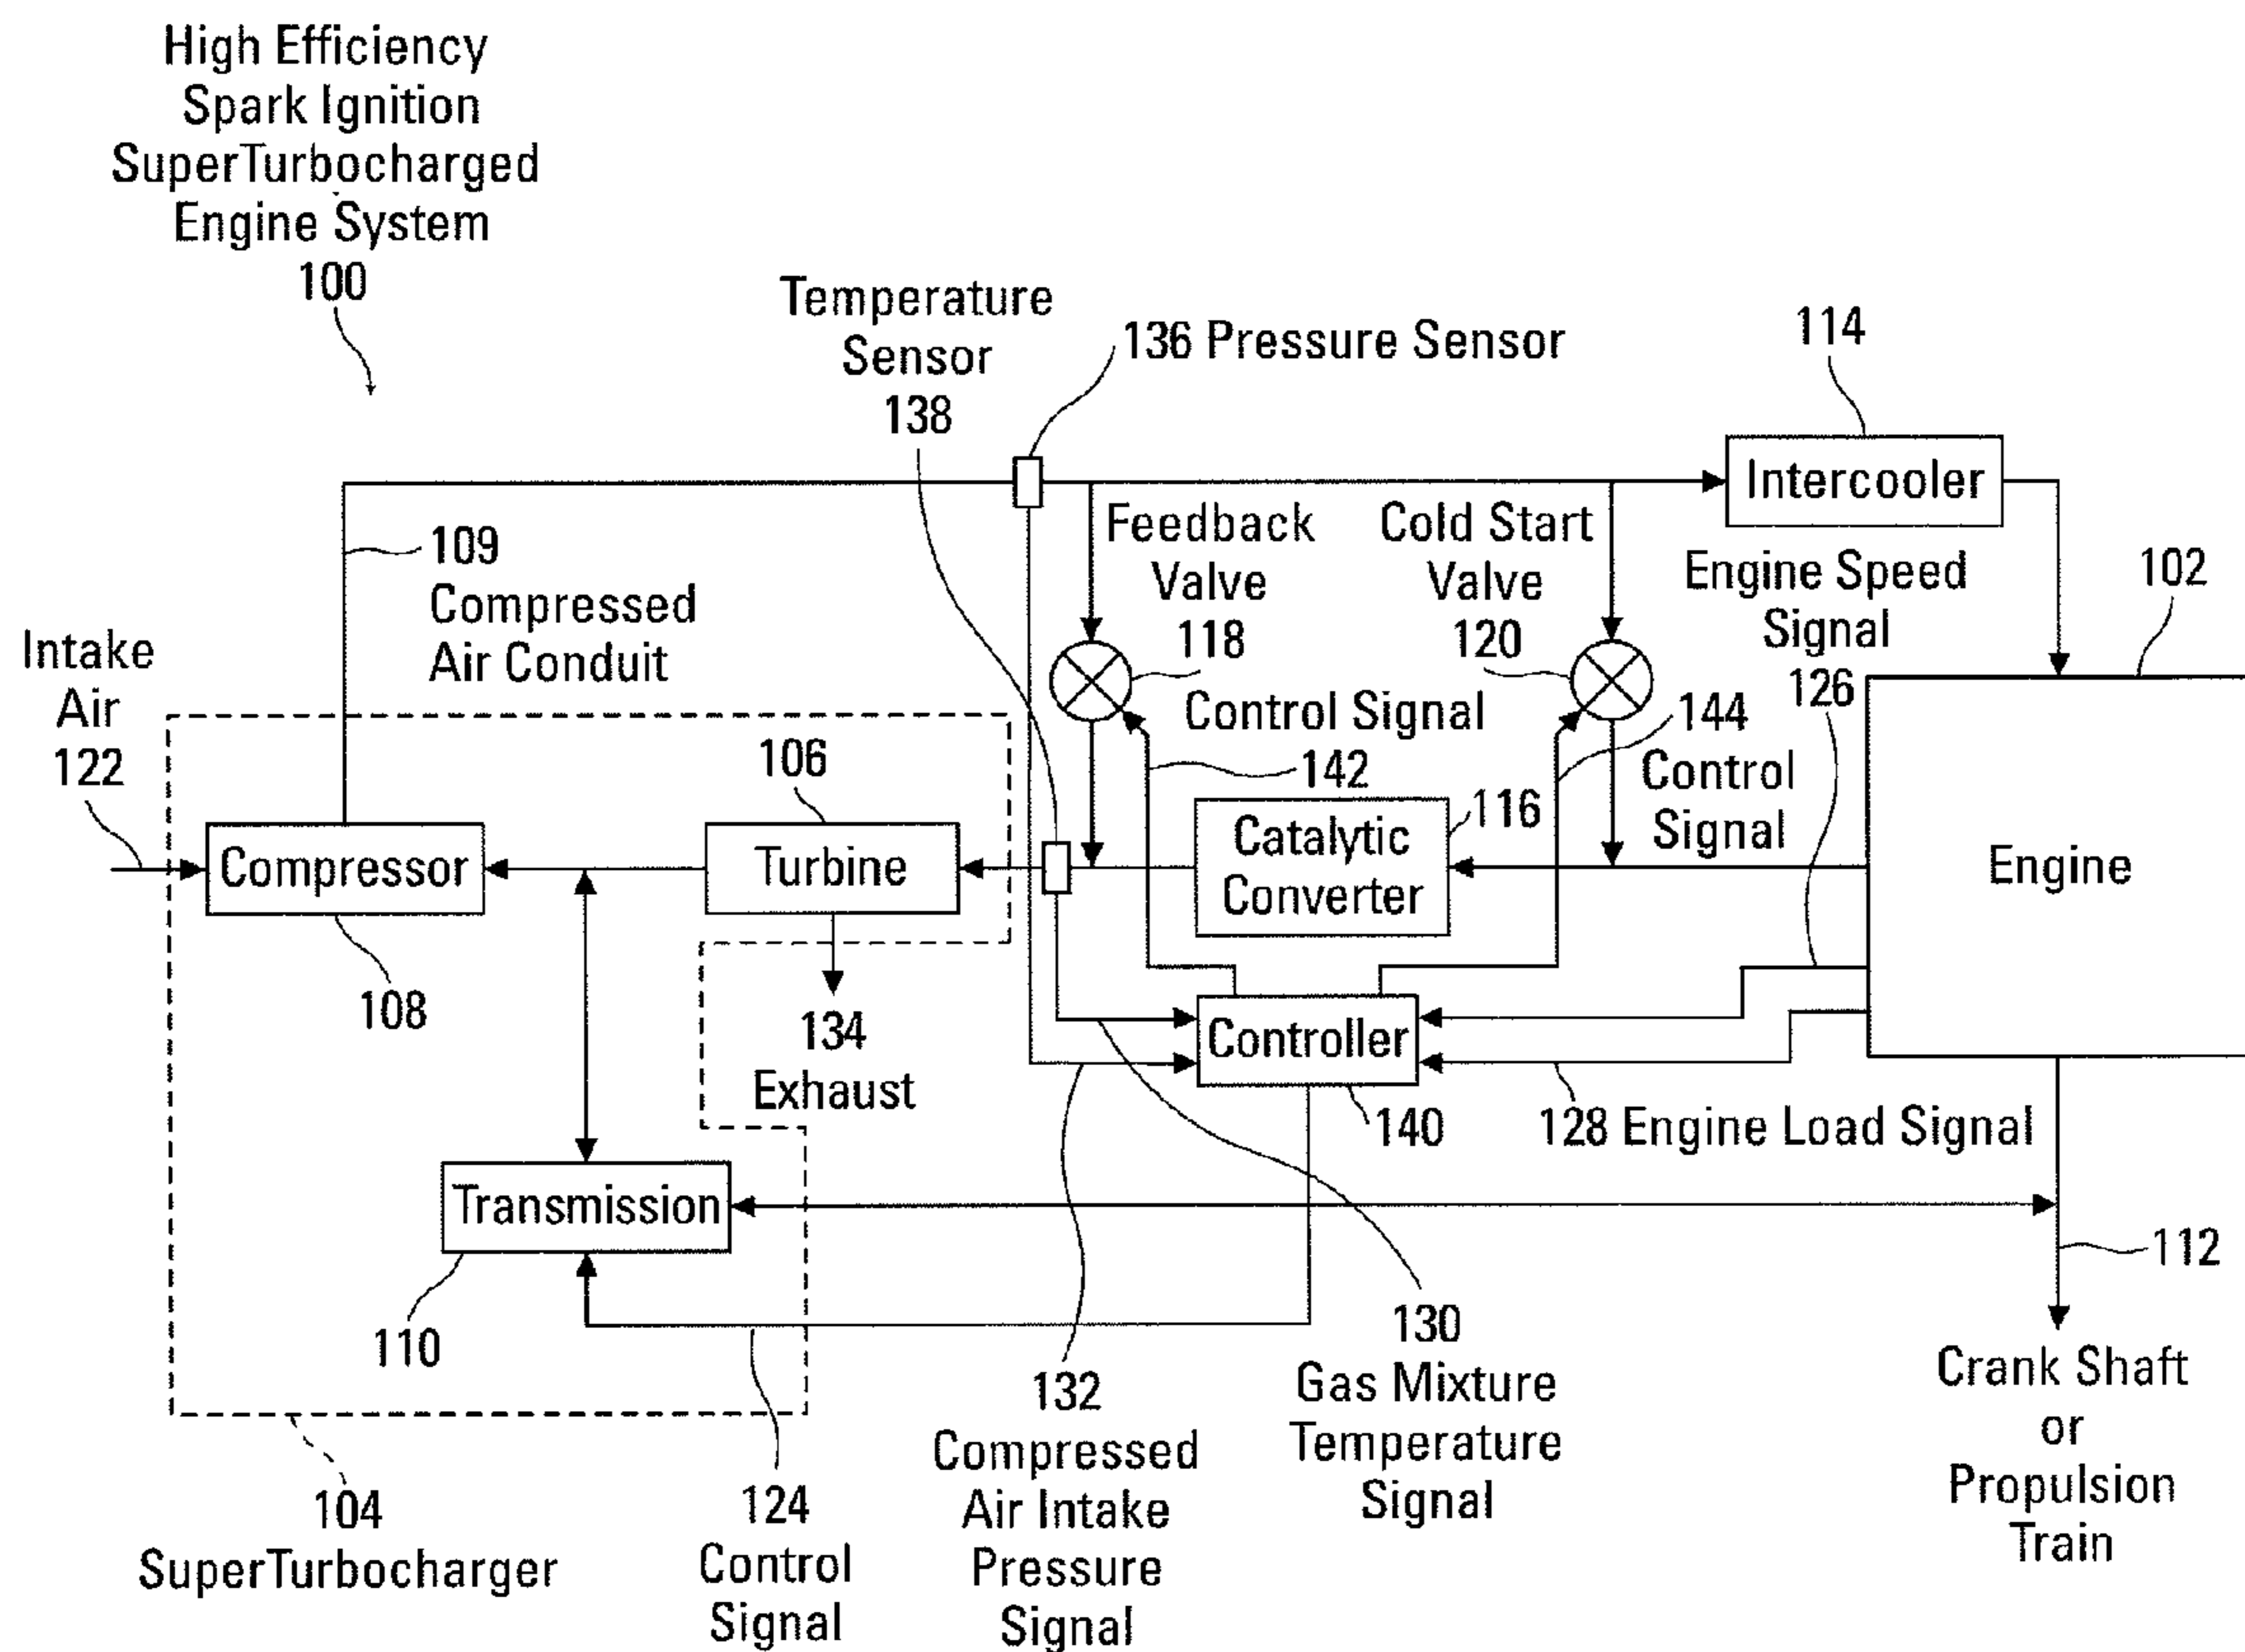 High Efficiency
Spark Ignition
SuperTurbocharged
Engine System
100
Temperature
Sensor
138
136 Pressure Sensor
114
Intercooler
109
Compressed
Air Conduit
Feedback
Valve
118
Cold Start
Valve
120
Engine Speed
Signal
126
102
Intake
Air
122
Control Signal
142
144
Control
Signal
106
116
Compressor
Turbine
Catalytic
Converter
Engine
108
134
Exhaust
Controller
140
128 Engine Load Signal
Transmission
110
112
130
Gas Mixture
Temperature
Signal
132
Compressed
Air Intake
Pressure
Signal
Crank Shaft
or
Propulsion
Train
104
SuperTurbocharger
124
Control
Signal